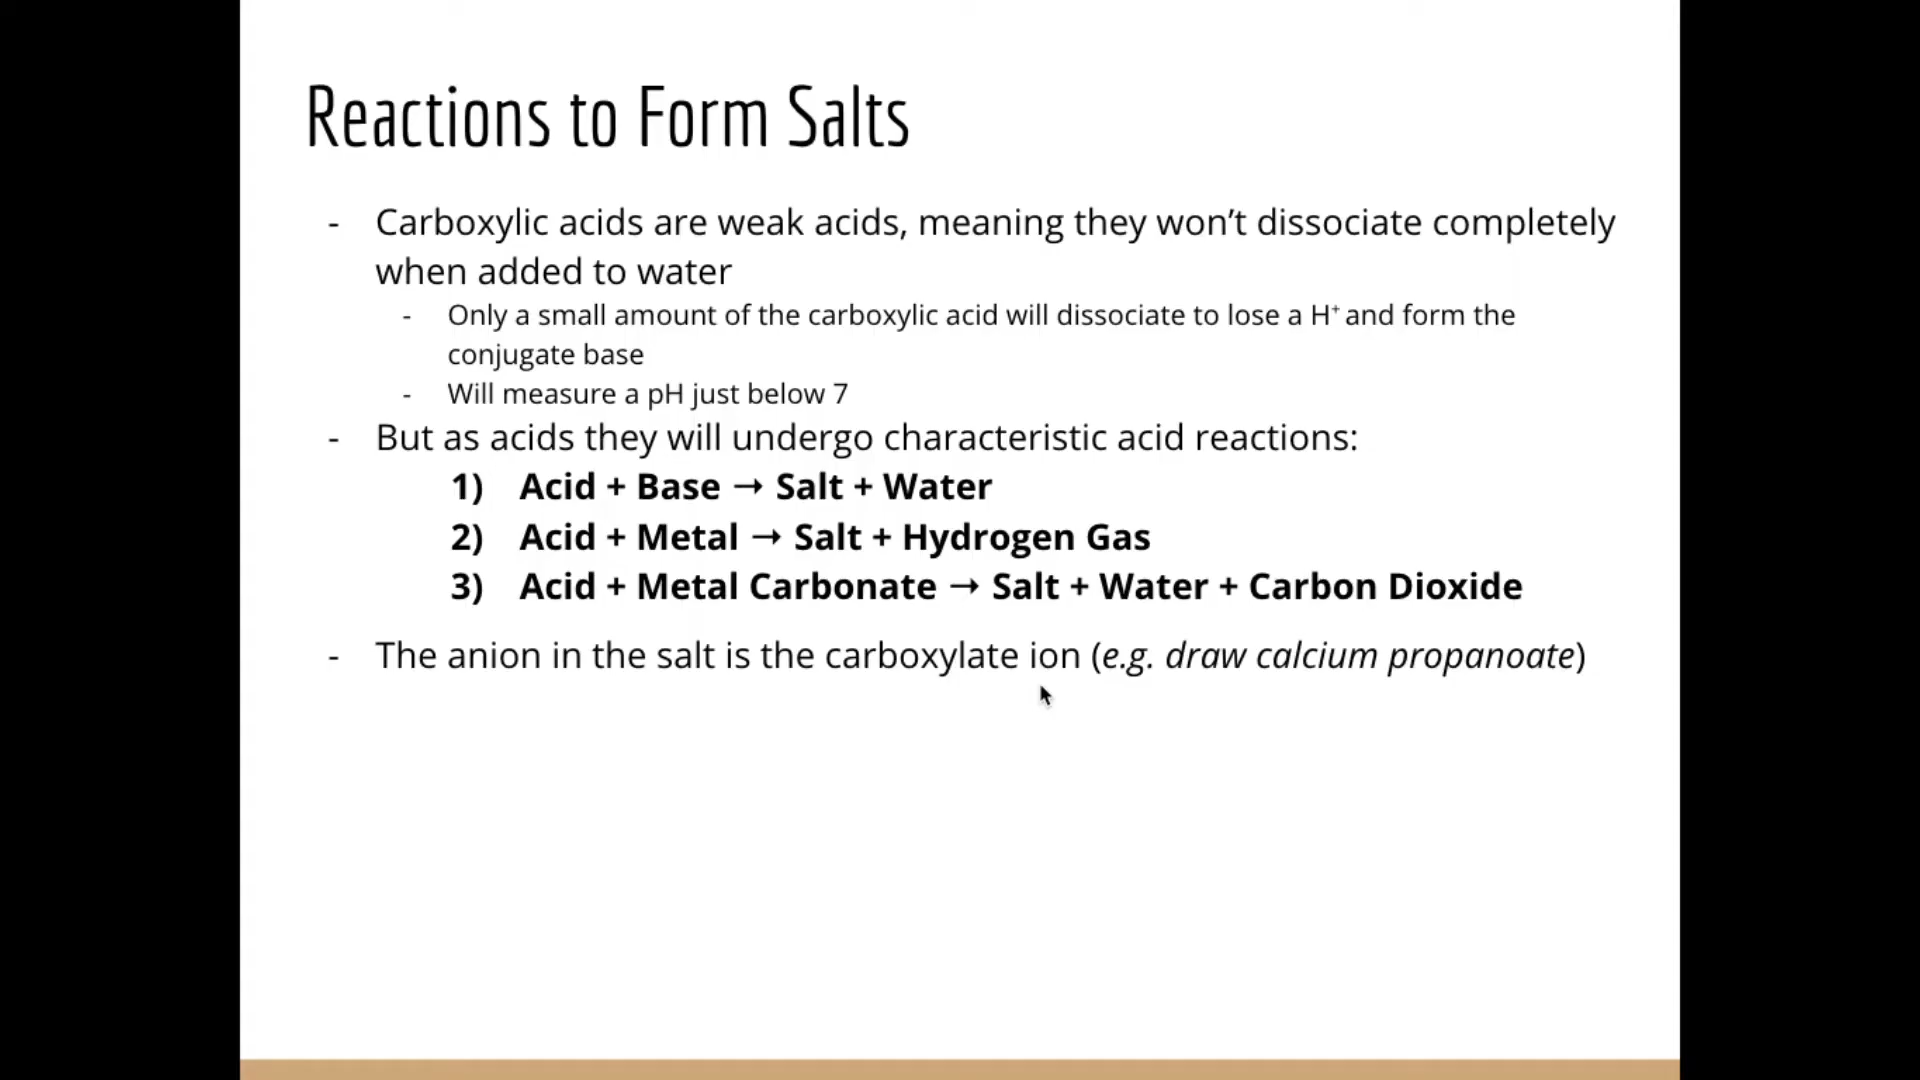 Reactions to Form Salts
- Carboxylic acids are weak acids, meaning they won’t dissociate completely
when added to water
- Only a small amount of the carboxylic acid will dissociate to lose a H⁺ and form the
conjugate base
- Will measure a pH just below 7
- But as acids they will undergo characteristic acid reactions:
1) Acid + Base → Salt + Water
2) Acid + Metal → Salt + Hydrogen Gas
3) Acid + Metal Carbonate → Salt + Water + Carbon Dioxide
- The anion in the salt is the carboxylate ion (e.g. draw calcium propanoate)